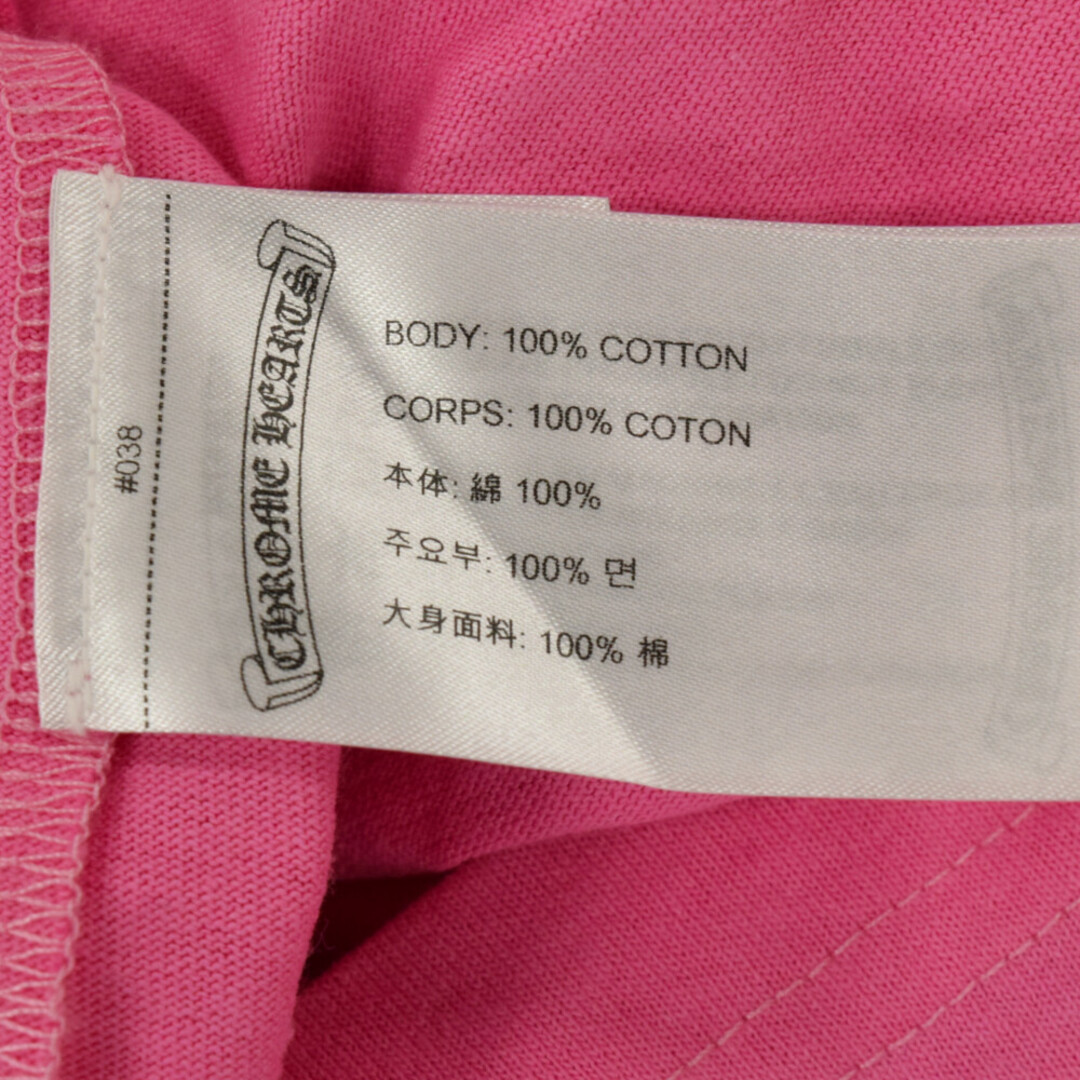 #038
CHROME HEARTS
BODY: 100% COTTON
CORPS: 100% COTON
本体: 綿 100%
주요부: 100% 면
大身面料: 100% 棉